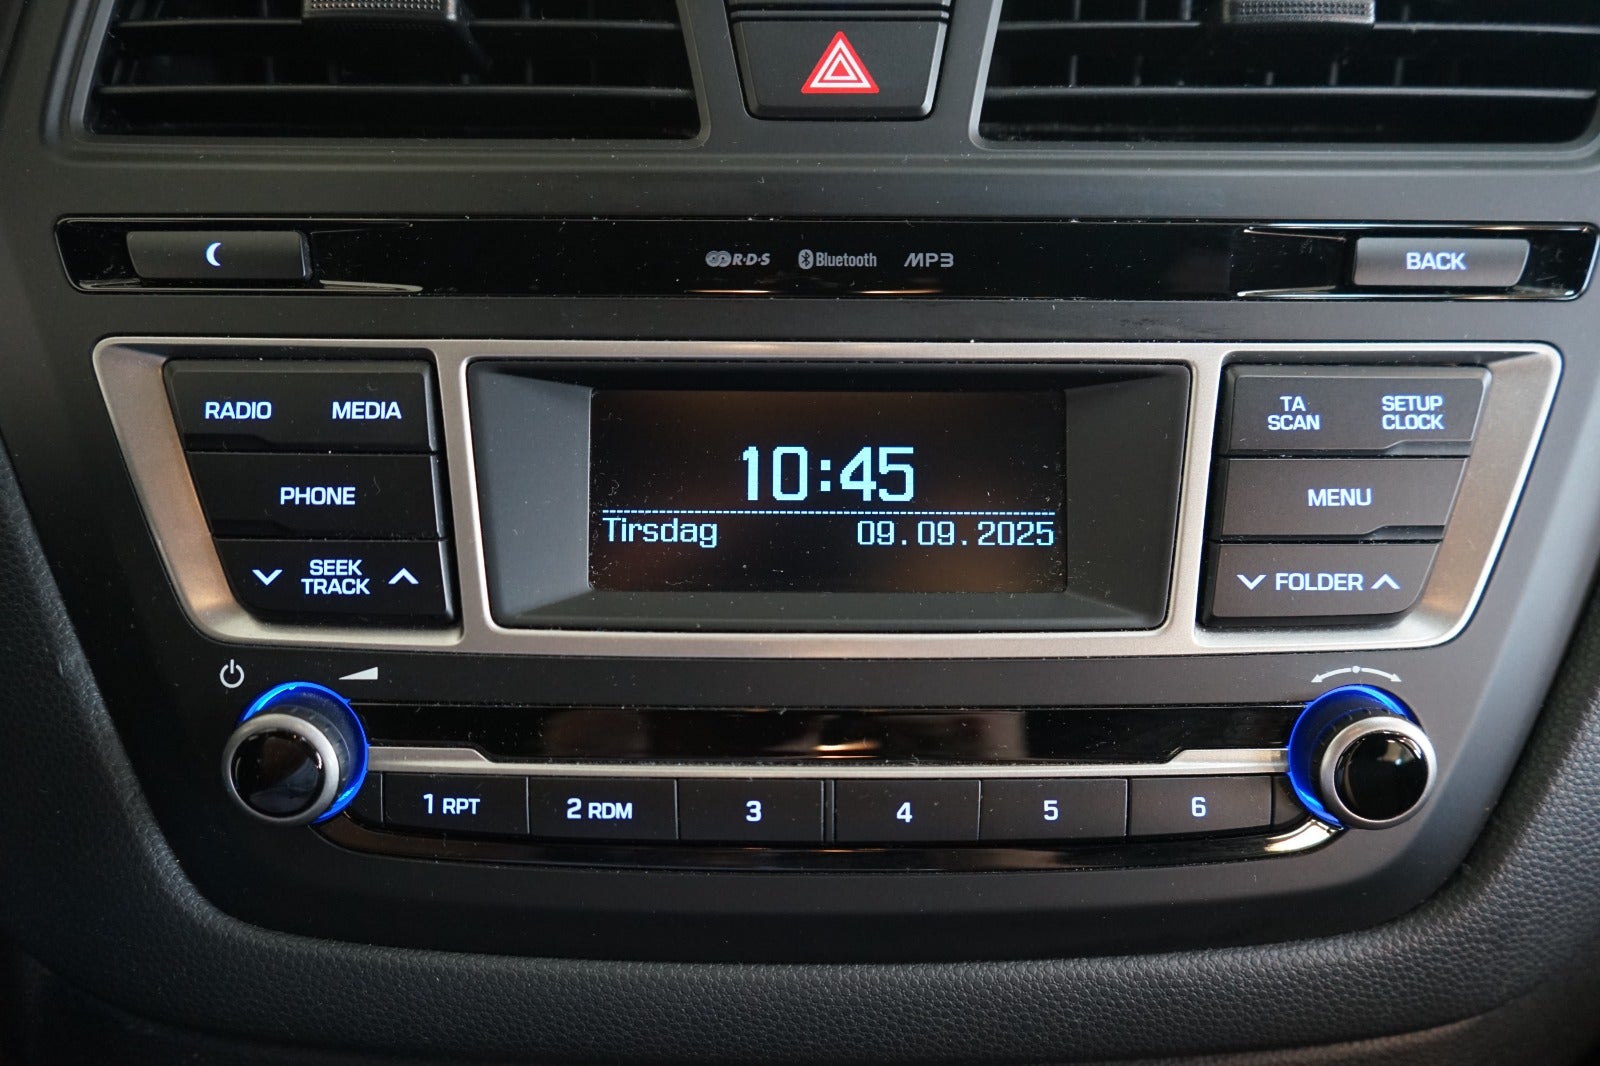 R·D·S Bluetooth MP3
BACK
RADIO MEDIA
PHONE
SEEK
TRACK
10:45
Tirsdag 09.09.2025
TA
SCAN
SETUP
CLOCK
MENU
FOLDER
1 RPT 2 RDM 3 4 5 6